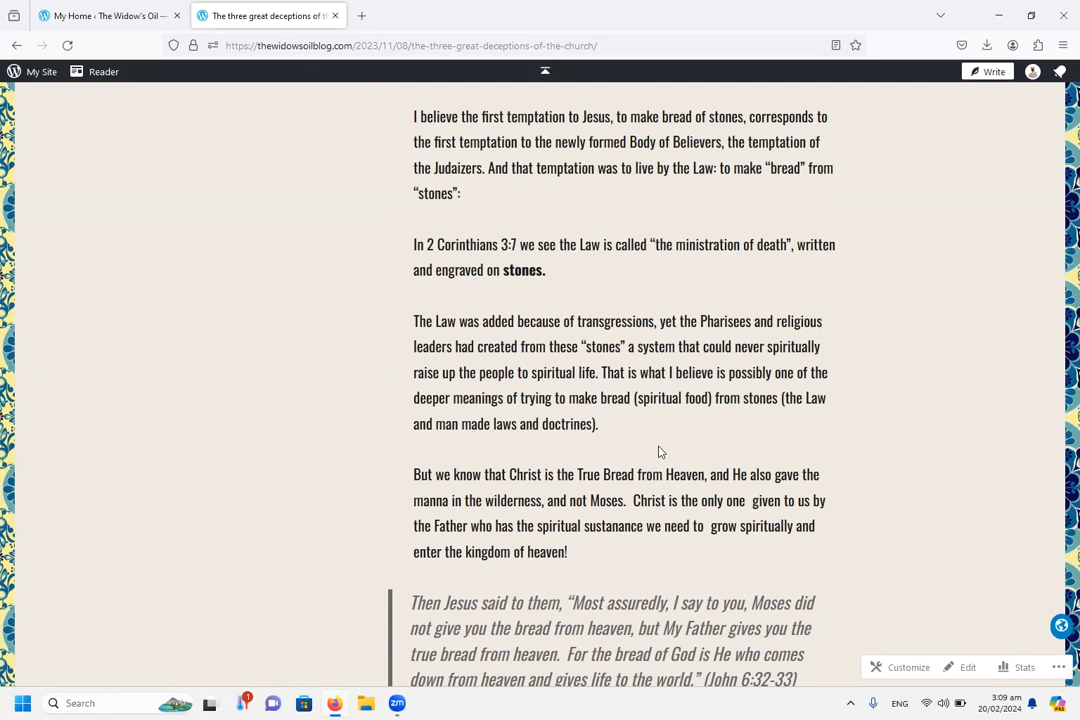 My Home ‹ The Widow's Oil —
The three great deceptions of th
https://thewidowsoilblog.com/2023/11/08/the-three-great-deceptions-of-the-church/
My Site
Reader
Write
I believe the first temptation to Jesus, to make bread of stones, corresponds to
the first temptation to the newly formed Body of Believers, the temptation of
the Judaizers. And that temptation was to live by the Law: to make “bread” from
“stones”:
In 2 Corinthians 3:7 we see the Law is called “the ministration of death”, written
and engraved on stones.
The Law was added because of transgressions, yet the Pharisees and religious
leaders had created from these “stones” a system that could never spiritually
raise up the people to spiritual life. That is what I believe is possibly one of the
deeper meanings of trying to make bread (spiritual food) from stones (the Law
and man made laws and doctrines).
But we know that Christ is the True Bread from Heaven, and He also gave the
manna in the wilderness, and not Moses. Christ is the only one given to us by
the Father who has the spiritual sustanance we need to grow spiritually and
enter the kingdom of heaven!
Then Jesus said to them, “Most assuredly, I say to you, Moses did
not give you the bread from heaven, but My Father gives you the
true bread from heaven. For the bread of God is He who comes
down from heaven and gives life to the world.” (John 6:32-33)
Customize
Edit
Stats
Search
1
zm
ENG
3:09 am
20/02/2024
PRE